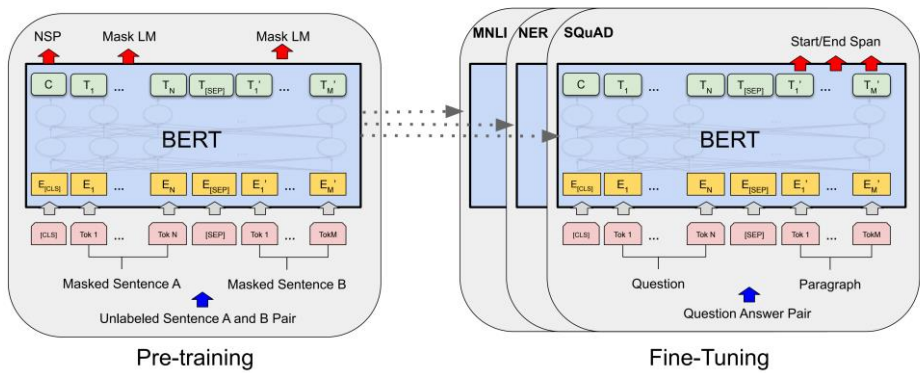 NSP Mask LM Mask LM
C T1 ... TN T[SEP] T1' ... TM'
BERT
E[CLS] E1 ... EN E[SEP] E1' ... EM'
[CLS] Tok 1 ... Tok N [SEP] Tok 1 ... TokM
Masked Sentence A Masked Sentence B
Unlabeled Sentence A and B Pair
Pre-training
MNLI NER SQuAD
Start/End Span
C T1 ... TN T[SEP] T1' ... TM'
BERT
E[CLS] E1 ... EN E[SEP] E1' ... EM'
[CLS] Tok 1 ... Tok N [SEP] Tok 1 ... TokM
Question Paragraph
Question Answer Pair
Fine-Tuning